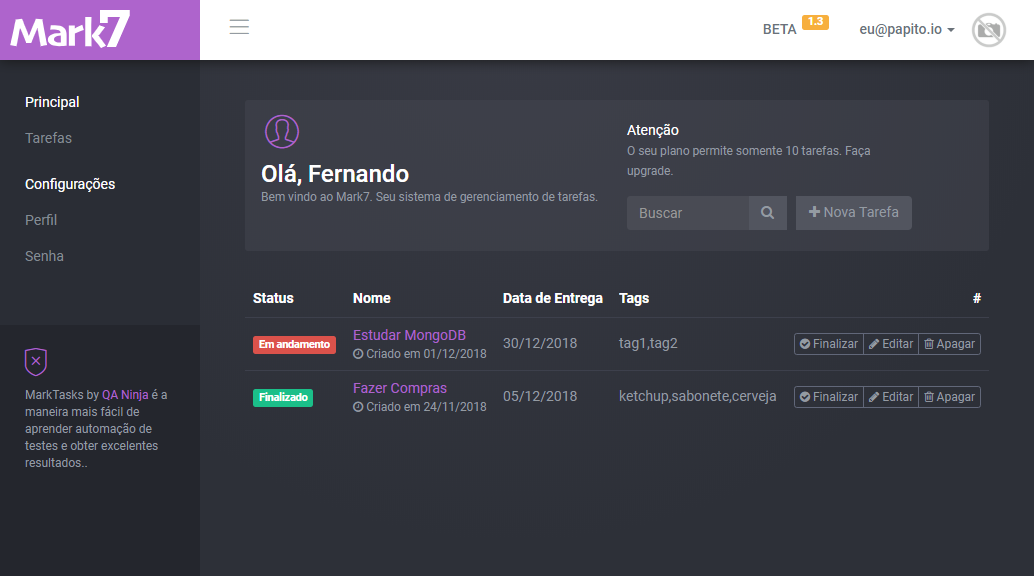 Mark7
BETA 1.3
eu@papito.io
Principal
Tarefas
Configurações
Perfil
Senha
MarkTasks by QA Ninja é a
maneira mais fácil de
aprender automação de
testes e obter excelentes
resultados..
Olá, Fernando
Bem vindo ao Mark7. Seu sistema de gerenciamento de tarefas.
Atenção
O seu plano permite somente 10 tarefas. Faça
upgrade.
Buscar
Nova Tarefa
Status Nome Data de Entrega Tags #
Em andamento Estudar MongoDB 30/12/2018 tag1,tag2 Finalizar Editar Apagar
Criado em 01/12/2018
Finalizado Fazer Compras 05/12/2018 ketchup,sabonete,cerveja Finalizar Editar Apagar
Criado em 24/11/2018